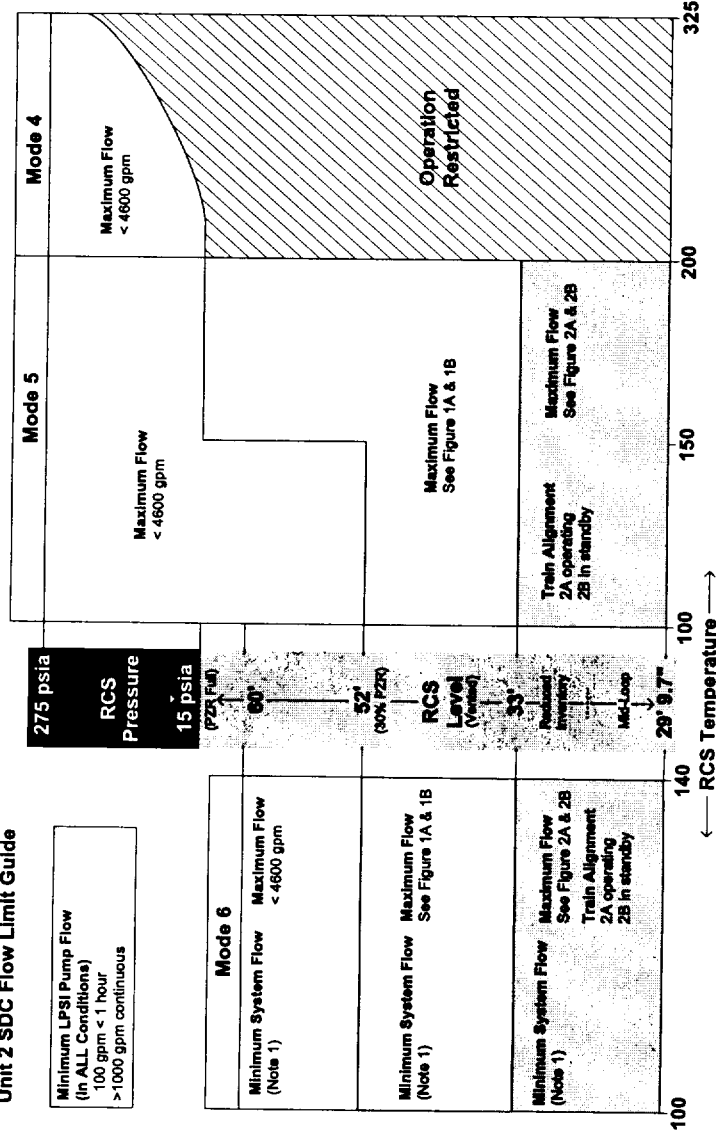 Unit 2 SDC Flow Limit Guide
Minimum LPSI Pump Flow
(In ALL Conditions)
100 gpm < 1 hour
>1000 gpm continuous
Mode 6
Minimum System Flow
(Note 1)
Maximum Flow
< 4600 gpm
Minimum System Flow
(Note 1)
Maximum Flow
See Figure 1A & 1B
Minimum System Flow
(Note 1)
Maximum Flow
See Figure 2A & 2B
Train Alignment
2A operating
2B in standby
100
140
275 psia
RCS
Pressure
15 psia
(PZR Full)
60'
52'
(30% PZR)
RCS
Level
(Vented)
33'
Reduced
Inventory
Mid-Loop
29' 9.7"
Mode 5
Maximum Flow
< 4600 gpm
Maximum Flow
See Figure 1A & 1B
Train Alignment
2A operating
2B in standby
Maximum Flow
See Figure 2A & 2B
Mode 4
Maximum Flow
< 4600 gpm
Operation
Restricted
100
150
200
325
← RCS Temperature →